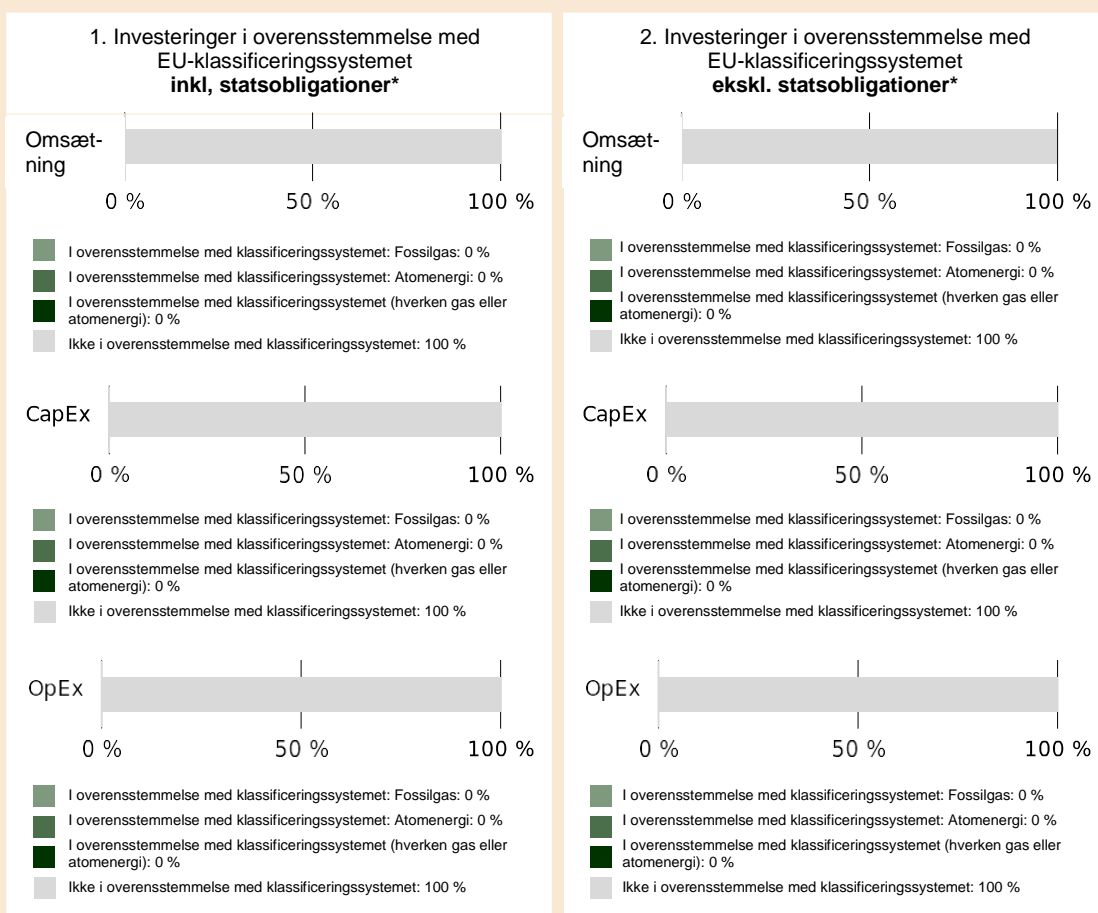 1. Investeringer i overensstemmelse med
EU-klassificeringssystemet
inkl, statsobligationer*
Omsæt-
ning
0 % 50 % 100 %
I overensstemmelse med klassificeringssystemet: Fossilgas: 0 %
I overensstemmelse med klassificeringssystemet: Atomenergi: 0 %
I overensstemmelse med klassificeringssystemet (hverken gas eller
atomenergi): 0 %
Ikke i overensstemmelse med klassificeringssystemet: 100 %
CapEx
0 % 50 % 100 %
I overensstemmelse med klassificeringssystemet: Fossilgas: 0 %
I overensstemmelse med klassificeringssystemet: Atomenergi: 0 %
I overensstemmelse med klassificeringssystemet (hverken gas eller
atomenergi): 0 %
Ikke i overensstemmelse med klassificeringssystemet: 100 %
OpEx
0 % 50 % 100 %
I overensstemmelse med klassificeringssystemet: Fossilgas: 0 %
I overensstemmelse med klassificeringssystemet: Atomenergi: 0 %
I overensstemmelse med klassificeringssystemet (hverken gas eller
atomenergi): 0 %
Ikke i overensstemmelse med klassificeringssystemet: 100 %
2. Investeringer i overensstemmelse med
EU-klassificeringssystemet
ekskl. statsobligationer*
Omsæt-
ning
0 % 50 % 100 %
I overensstemmelse med klassificeringssystemet: Fossilgas: 0 %
I overensstemmelse med klassificeringssystemet: Atomenergi: 0 %
I overensstemmelse med klassificeringssystemet (hverken gas eller
atomenergi): 0 %
Ikke i overensstemmelse med klassificeringssystemet: 100 %
CapEx
0 % 50 % 100 %
I overensstemmelse med klassificeringssystemet: Fossilgas: 0 %
I overensstemmelse med klassificeringssystemet: Atomenergi: 0 %
I overensstemmelse med klassificeringssystemet (hverken gas eller
atomenergi): 0 %
Ikke i overensstemmelse med klassificeringssystemet: 100 %
OpEx
0 % 50 % 100 %
I overensstemmelse med klassificeringssystemet: Fossilgas: 0 %
I overensstemmelse med klassificeringssystemet: Atomenergi: 0 %
I overensstemmelse med klassificeringssystemet (hverken gas eller
atomenergi): 0 %
Ikke i overensstemmelse med klassificeringssystemet: 100 %